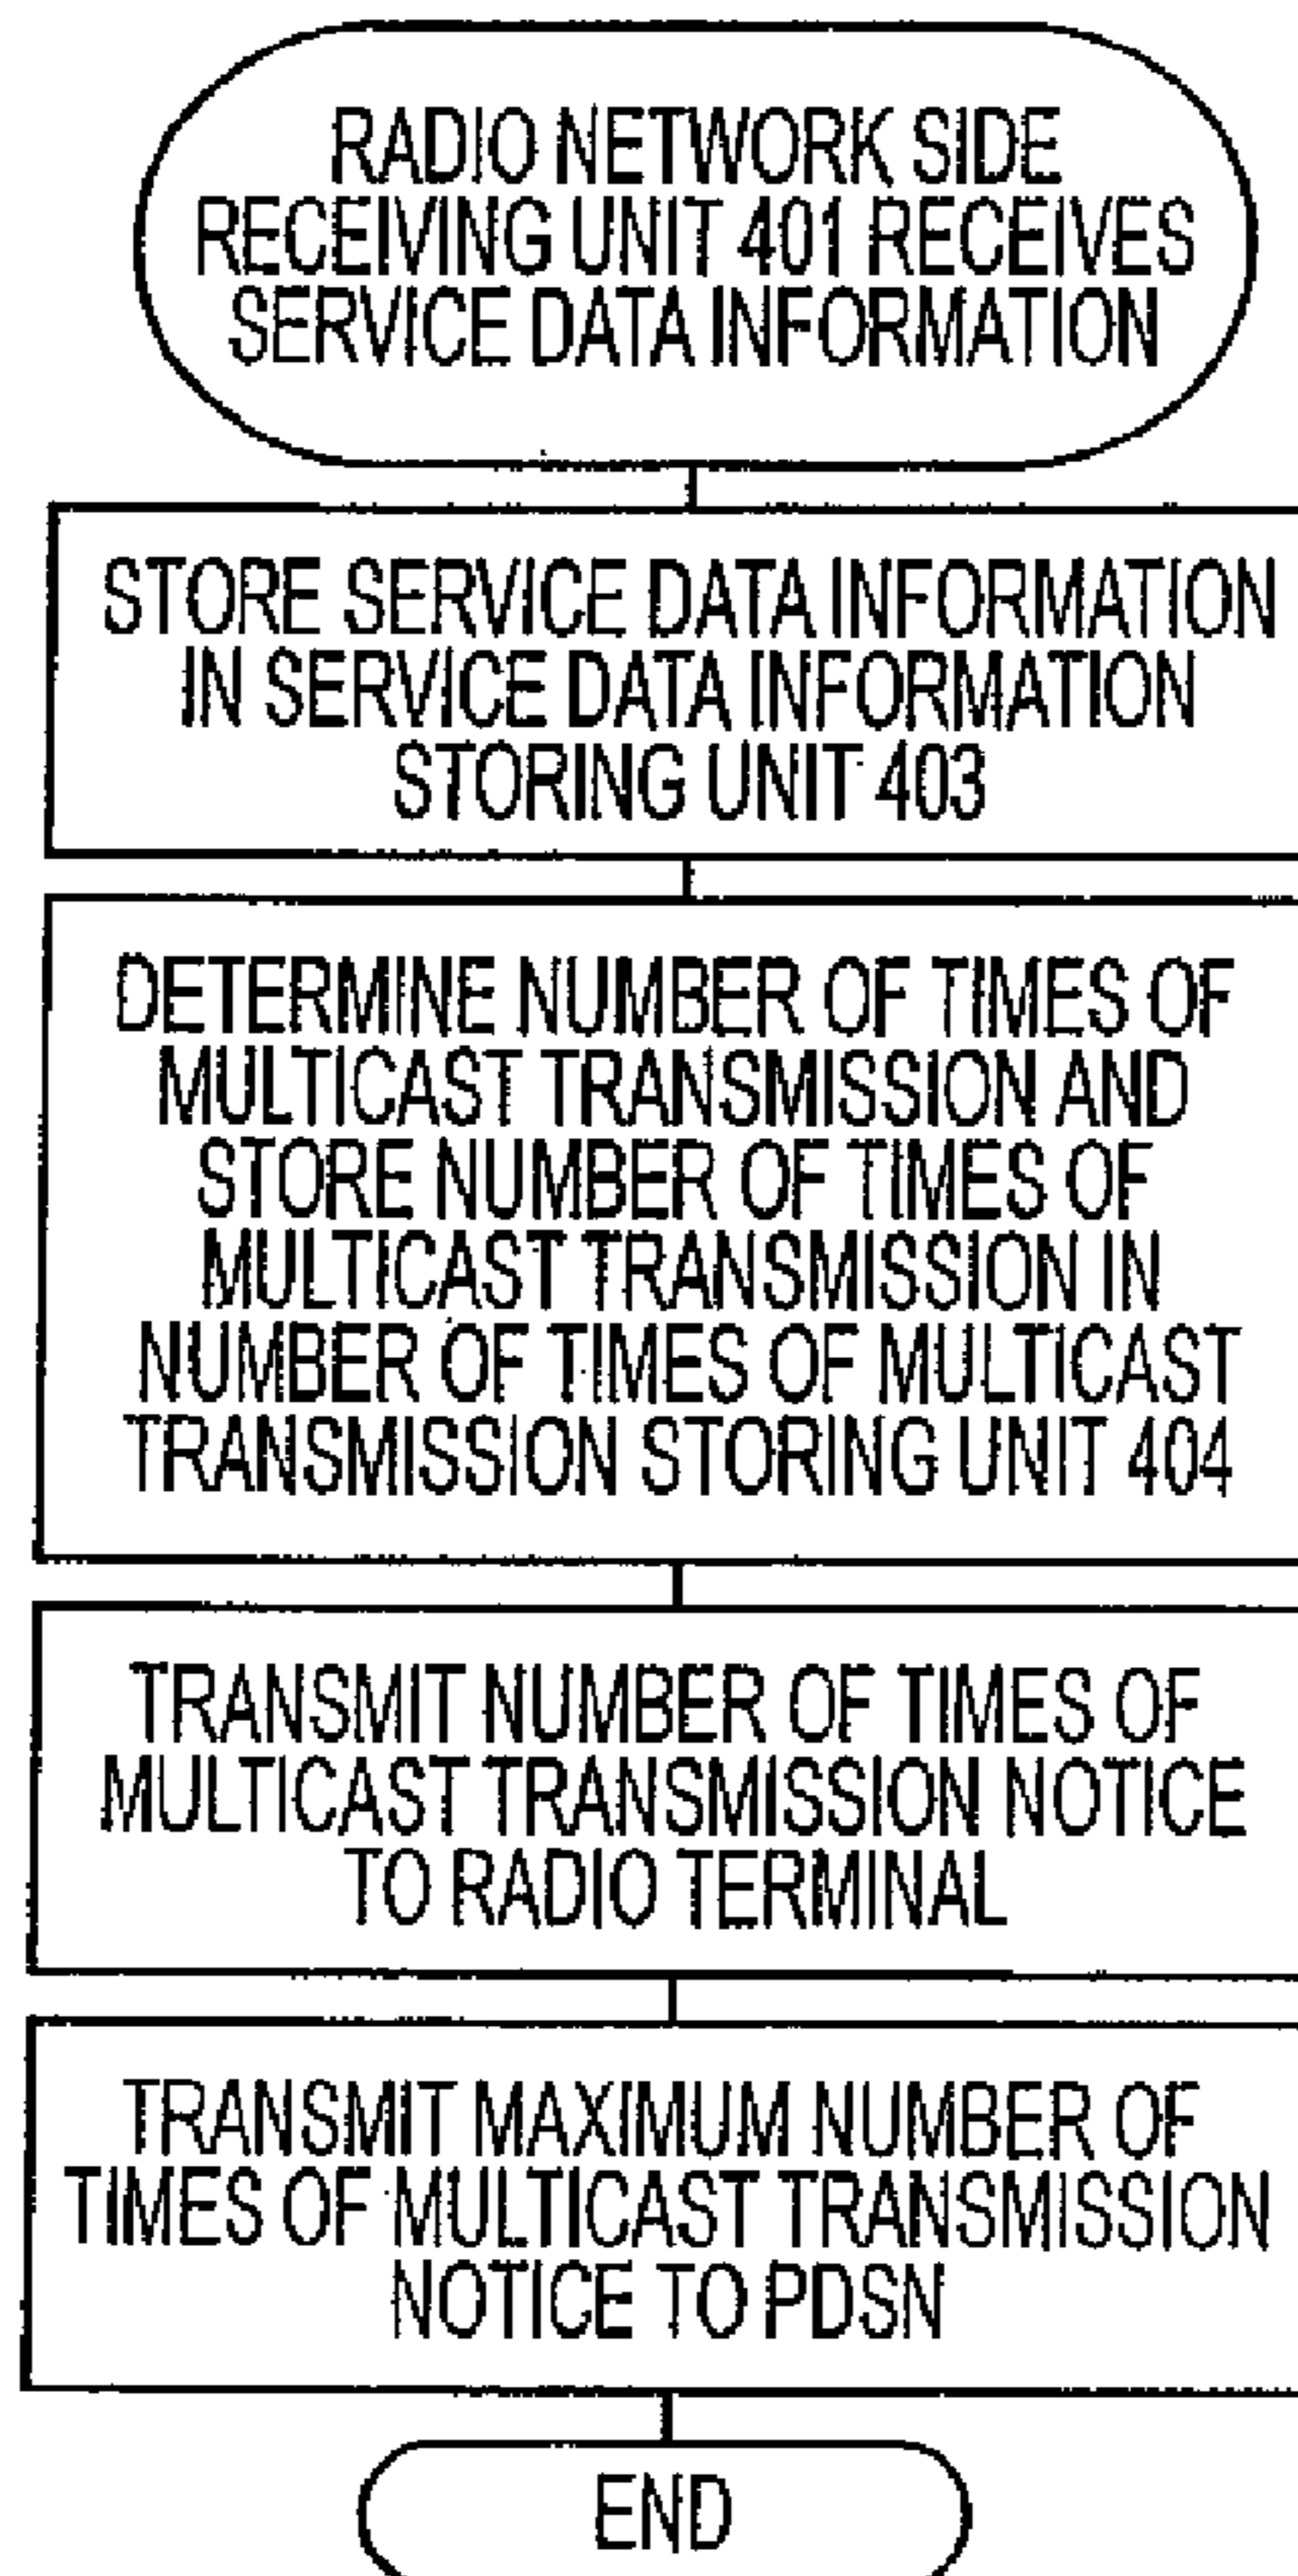 RADIO NETWORK SIDE
RECEIVING UNIT 401 RECEIVES
SERVICE DATA INFORMATION
STORE SERVICE DATA INFORMATION
IN SERVICE DATA INFORMATION
STORING UNIT 403
DETERMINE NUMBER OF TIMES OF
MULTICAST TRANSMISSION AND
STORE NUMBER OF TIMES OF
MULTICAST TRANSMISSION IN
NUMBER OF TIMES OF MULTICAST
TRANSMISSION STORING UNIT 404
TRANSMIT NUMBER OF TIMES OF
MULTICAST TRANSMISSION NOTICE
TO RADIO TERMINAL
TRANSMIT MAXIMUM NUMBER OF
TIMES OF MULTICAST TRANSMISSION
NOTICE TO PDSN
END